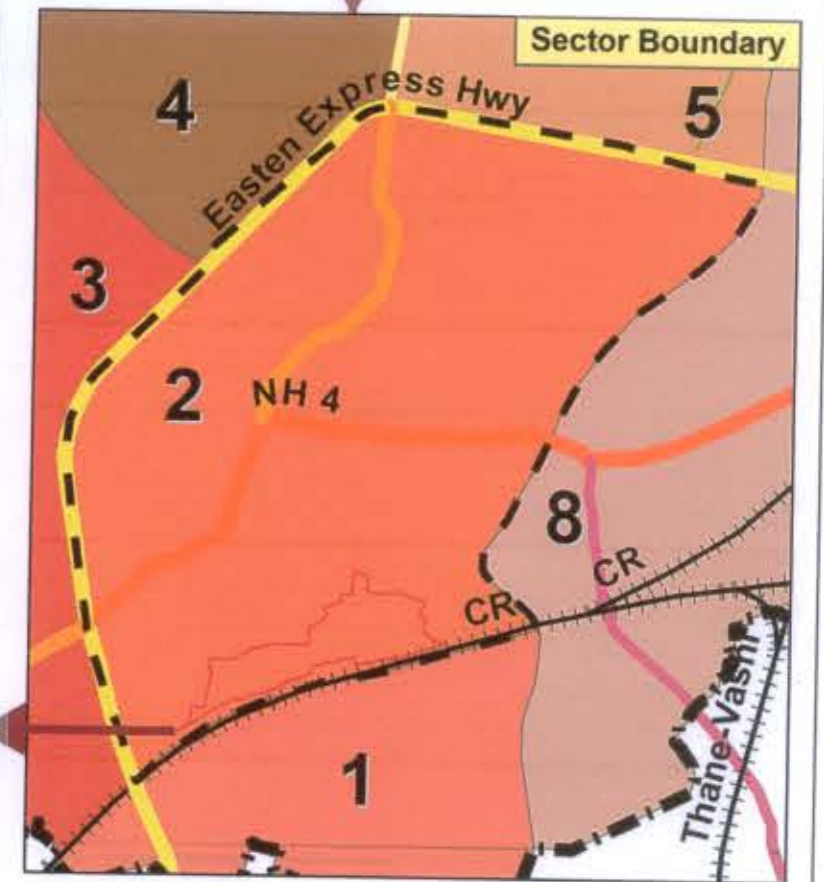 Sector Boundary
4
Easten Express Hwy
5
3
2
NH 4
8
CR
CR
1
Thane-Vashi